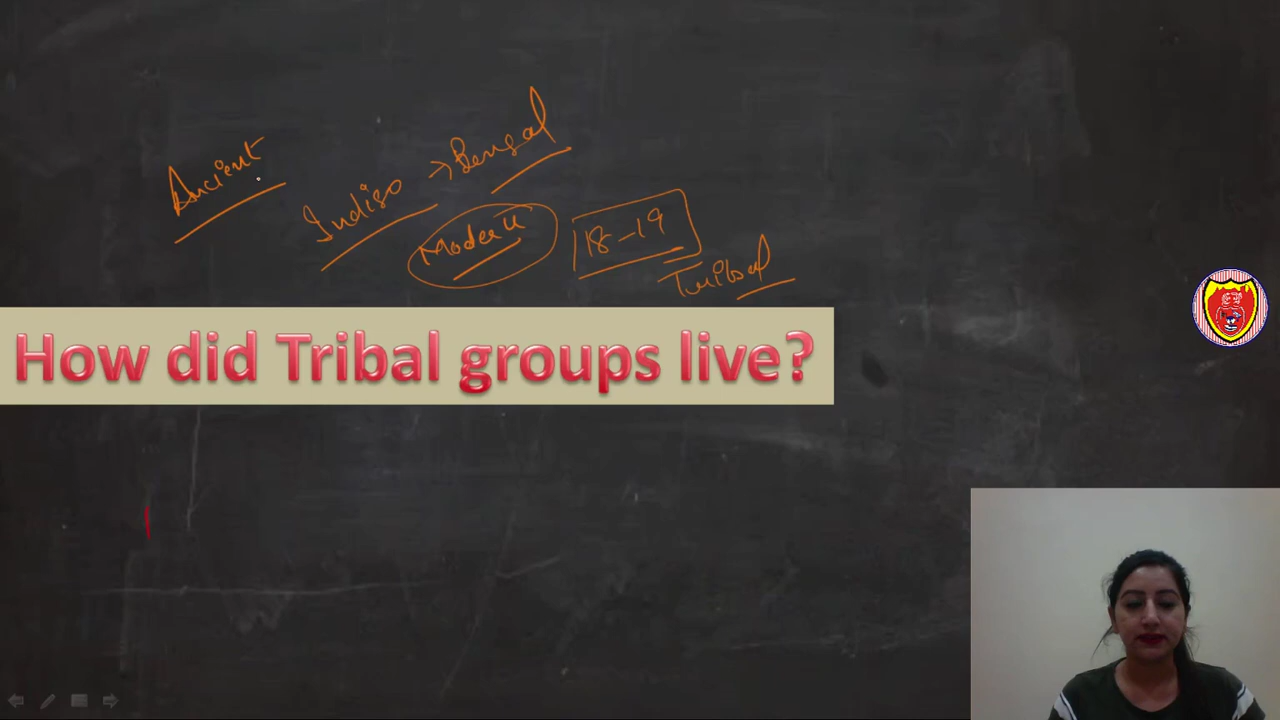 Ancient
Indigo → Bengal
Modern
18-19
Tribal
How did Tribal groups live?